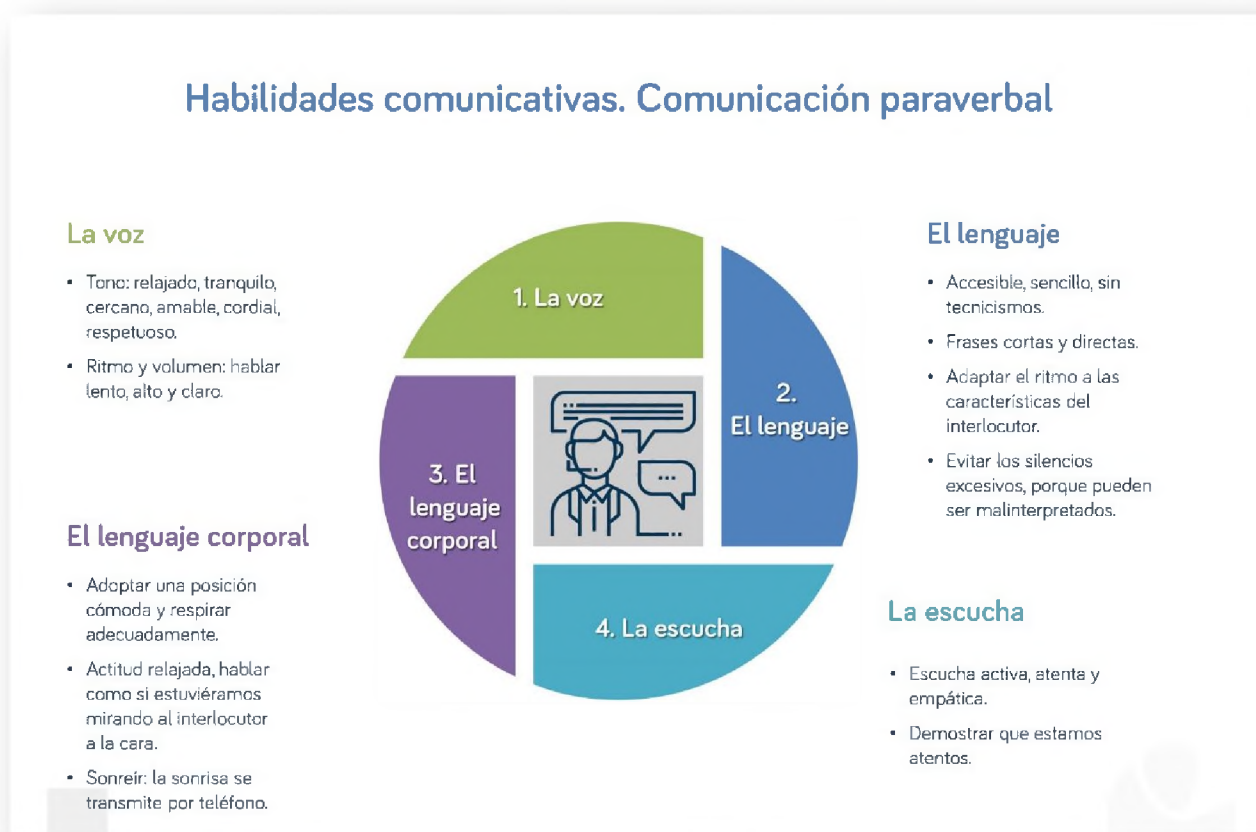 Habilidades comunicativas. Comunicación paraverbal
La voz
• Tono: relajado, tranquilo,
cercano, amable, cordial,
respetuoso.
• Ritmo y volumen: hablar
lento, alto y claro.
El lenguaje corporal
• Adoptar una posición
cómoda y respirar
adecuadamente.
• Actitud relajada, hablar
como si estuviéramos
mirando al interlocutor
a la cara.
• Sonreír: la sonrisa se
transmite por teléfono.
1. La voz
2.
El lenguaje
3. El
lenguaje
corporal
4. La escucha
El lenguaje
• Accesible, sencillo, sin
tecnicismos.
• Frases cortas y directas.
• Adaptar el ritmo a las
características del
interlocutor.
• Evitar los silencios
excesivos, porque pueden
ser malinterpretados.
La escucha
• Escucha activa, atenta y
empática.
• Demostrar que estamos
atentos.